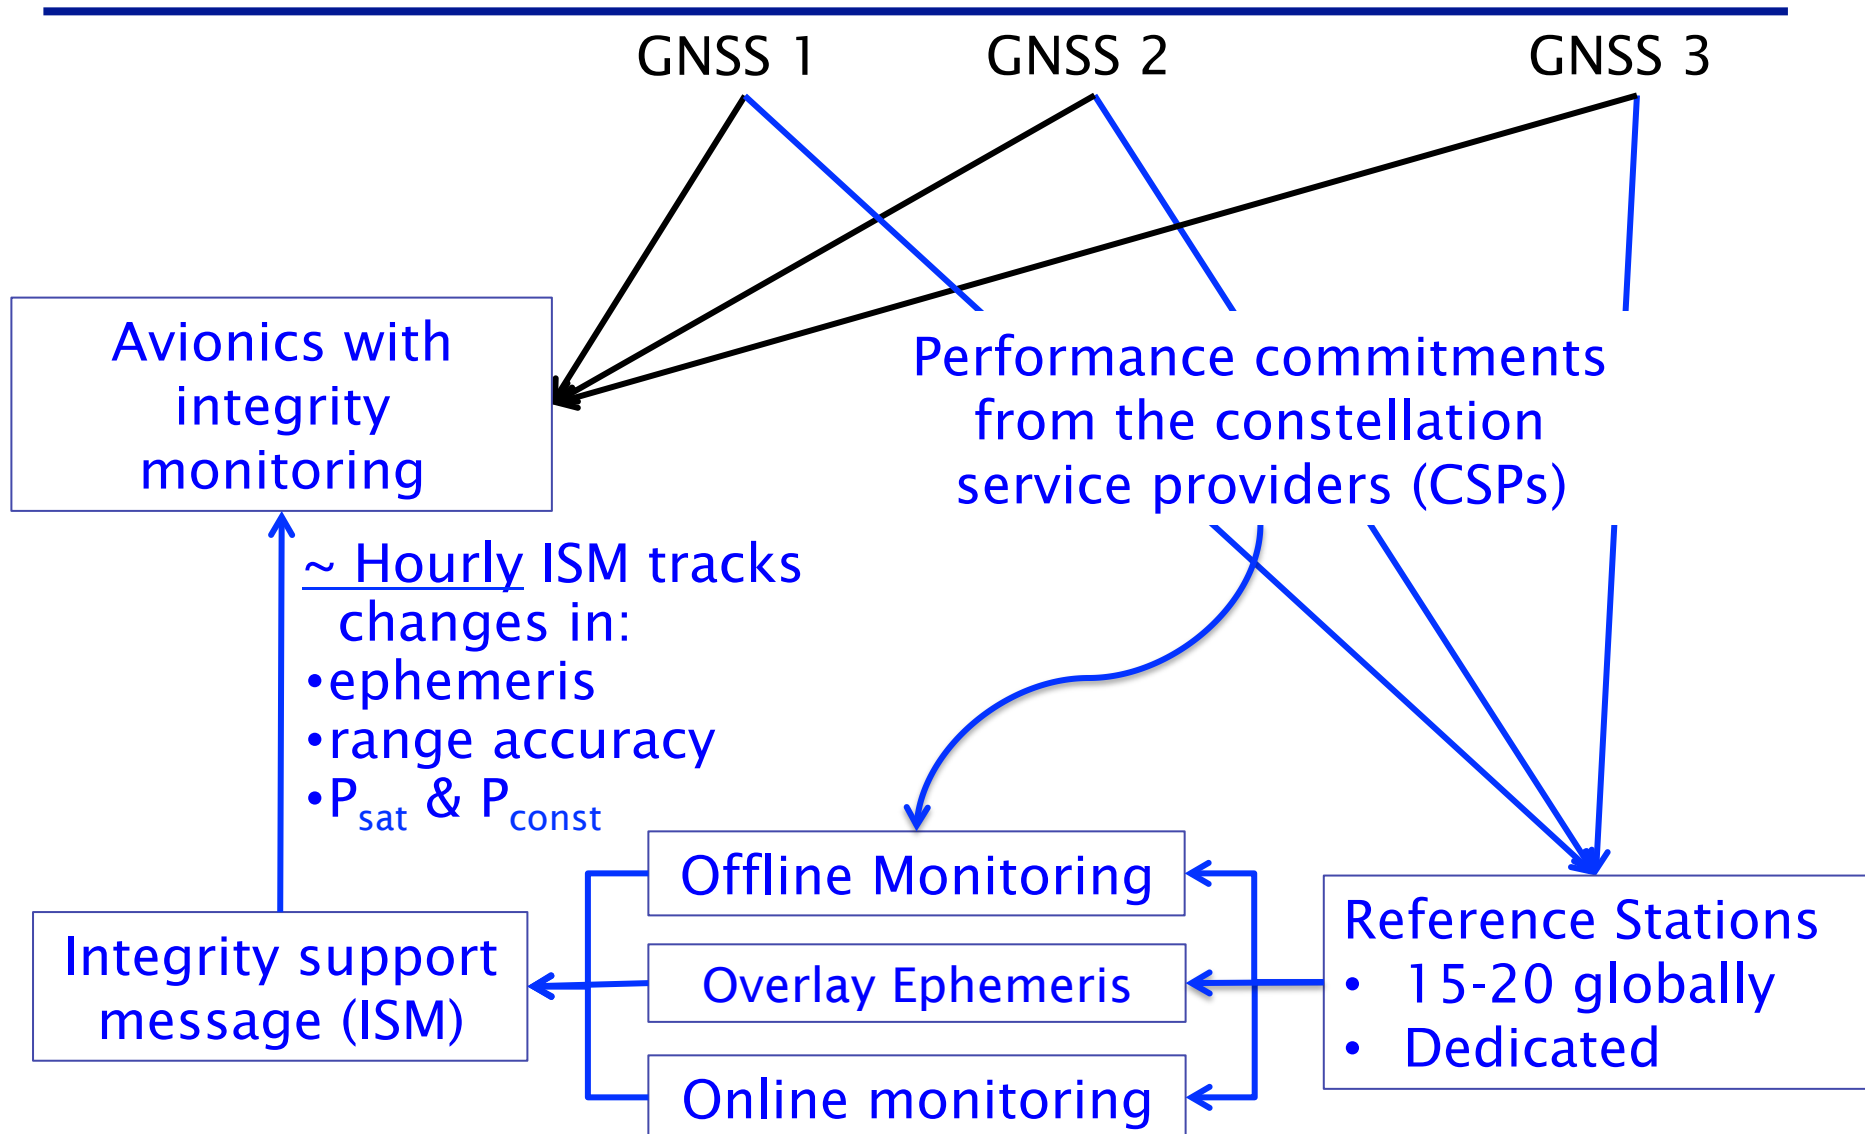 GNSS 1
GNSS 2
GNSS 3
Avionics with
integrity
monitoring
Performance commitments
from the constellation
service providers (CSPs)
~ Hourly ISM tracks
changes in:
•ephemeris
•range accuracy
•P_sat & P_const
Offline Monitoring
Overlay Ephemeris
Online monitoring
Integrity support
message (ISM)
Reference Stations
• 15-20 globally
• Dedicated